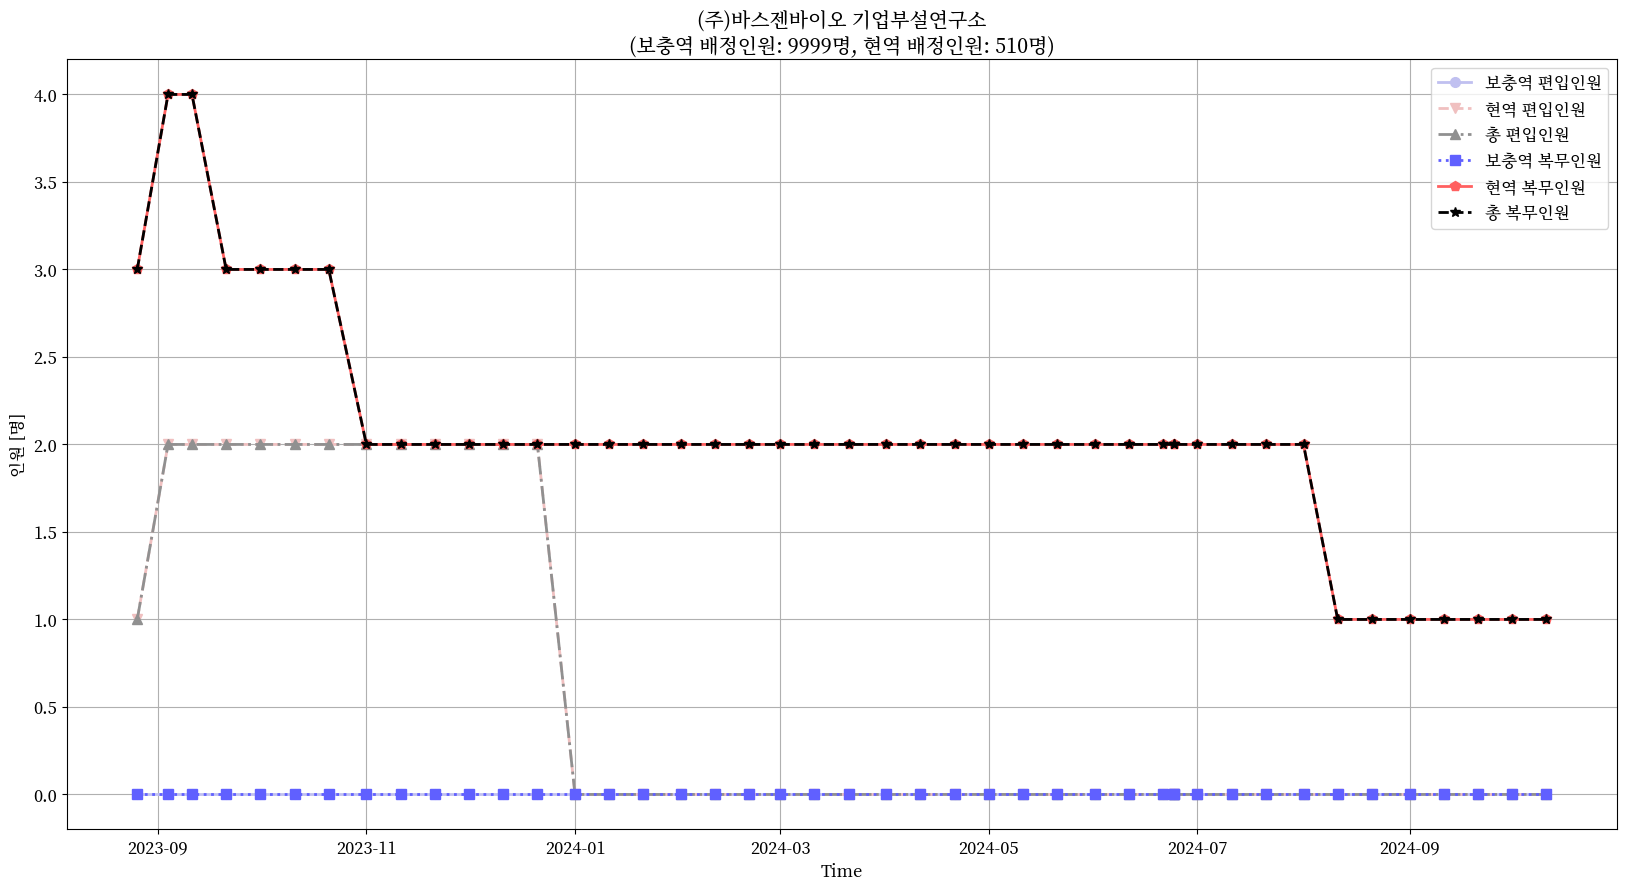 (주)바스젠바이오 기업부설연구소
(보충역 배정인원: 9999명, 현역 배정인원: 510명)
보충역 편입인원
현역 편입인원
총 편입인원
보충역 복무인원
현역 복무인원
총 복무인원
인원 [명]
4.0
3.5
3.0
2.5
2.0
1.5
1.0
0.5
0.0
2023-09
2023-11
2024-01
2024-03
2024-05
2024-07
2024-09
Time